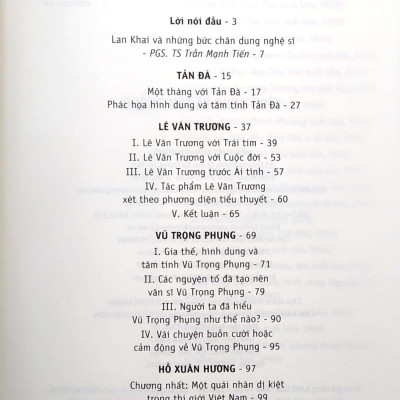 Lời nói đầu - 3
Lan Khai và những bức chân dung nghệ sĩ
- PGS. TS Trần Mạnh Tiến - 7
TẢN ĐÀ - 15
Một tháng với Tản Đà - 17
Phác họa hình dung và tâm tính Tản Đà - 27
LÊ VĂN TRƯƠNG - 37
I. Lê Văn Trương với Trái tim - 39
II. Lê Văn Trương với Cuộc đời - 53
III. Lê Văn Trương trước Ái tình - 57
IV. Tác phẩm Lê Văn Trương
xét theo phương diện tiểu thuyết - 60
V. Kết luận - 65
VŨ TRỌNG PHỤNG - 69
I. Gia thế, hình dung và
tâm tính Vũ Trọng Phụng - 71
II. Các nguyên tố đã tạo nên
văn sĩ Vũ Trọng Phụng - 79
III. Người ta đã hiểu
Vũ Trọng Phụng như thế nào? - 90
IV. Vài chuyện buồn cười hoặc
cảm động về Vũ Trọng Phụng - 95
HỒ XUÂN HƯƠNG - 97
Chương nhất: Một quái nhân dị kiệt
trong thi giới Việt Nam - 99